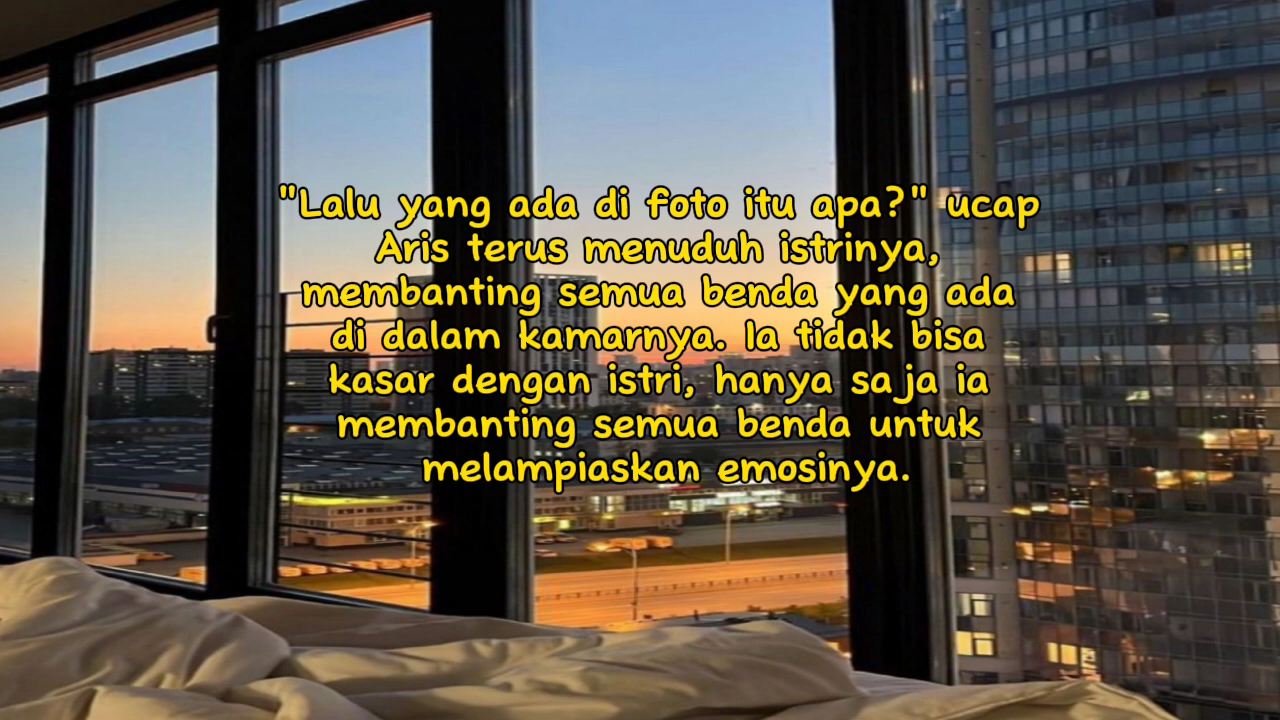 "Lalu yang ada di foto itu apa?" ucap
Aris terus menuduh istrinya,
membanting semua benda yang ada
di dalam kamarnya. Ia tidak bisa
kasar dengan istri, hanya saja ia
membanting semua benda untuk
melampiaskan emosinya.